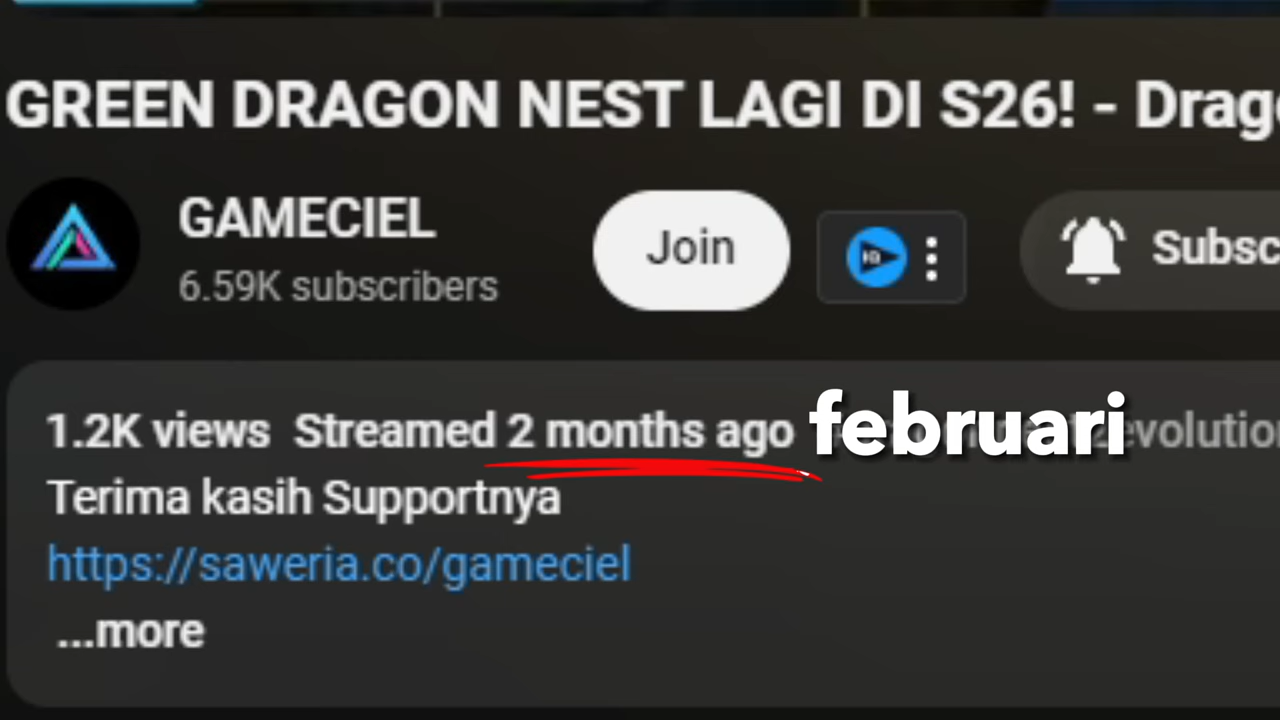 GREEN DRAGON NEST LAGI DI S26! - Drag
GAMECIEL
6.59K subscribers
Join
Subsc
1.2K views Streamed 2 months ago februari
Terima kasih Supportnya
https://saweria.co/gameciel
...more